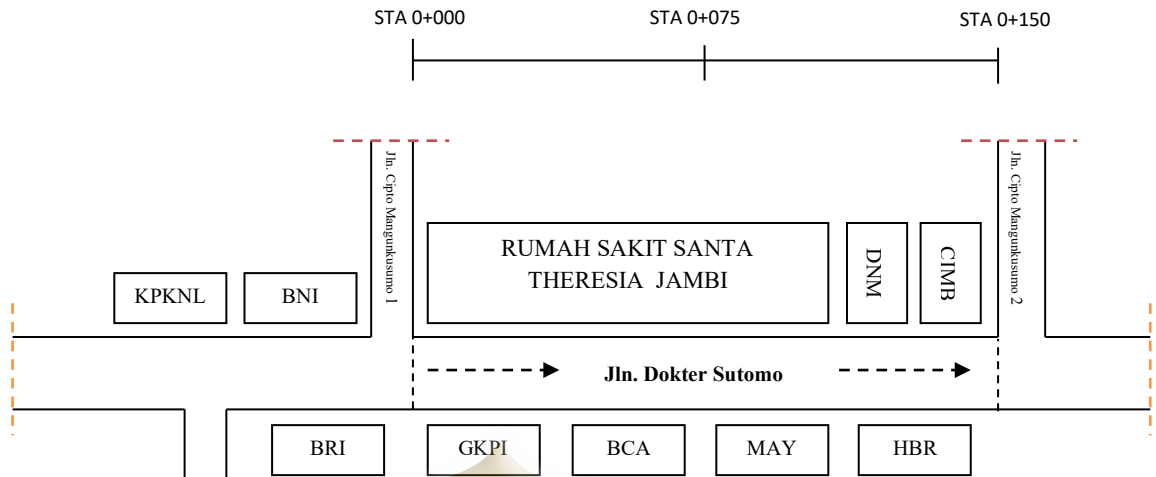 STA 0+000
STA 0+075
STA 0+150
Jln. Cipto Mangunkusumo 1
Jln. Cipto Mangunkusumo 2
RUMAH SAKIT SANTA
THERESIA JAMBI
DNM
CIMB
KPKNL
BNI
Jln. Dokter Sutomo
BRI
GKPI
BCA
MAY
HBR